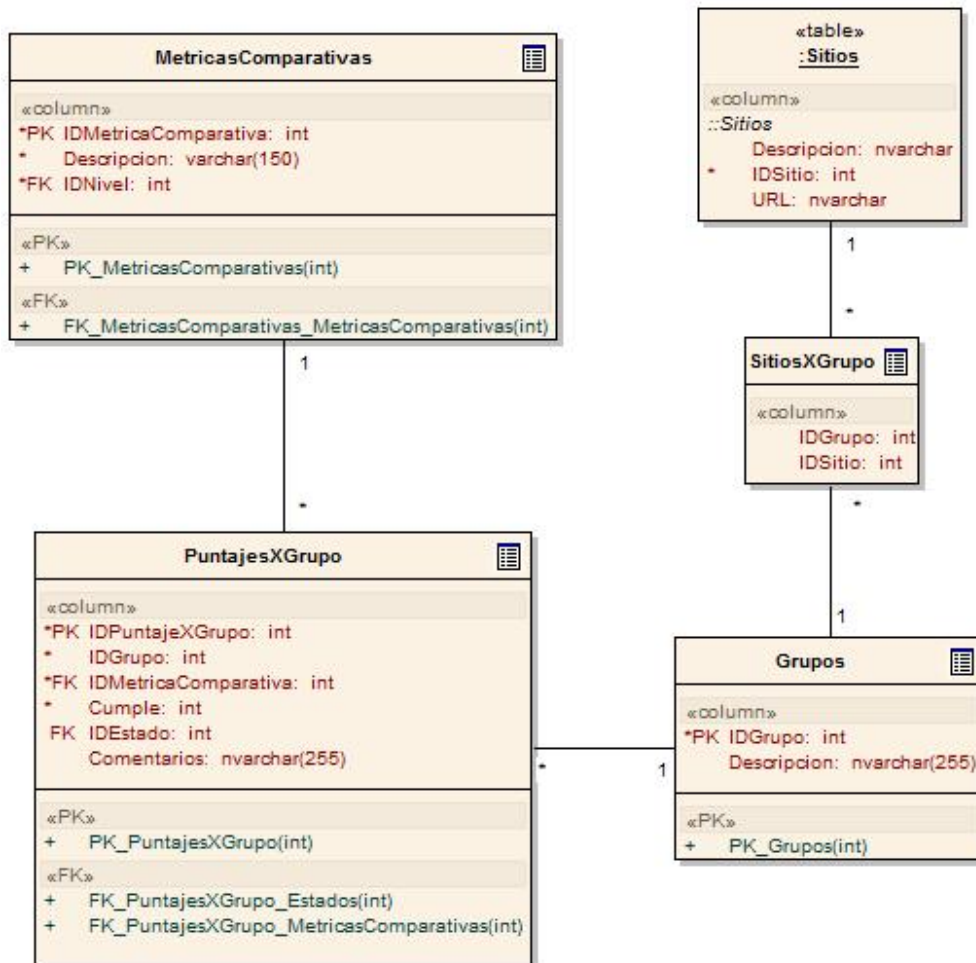 MetricasComparativas
«column»
*PK IDMetricaComparativa: int
* Descripcion: varchar(150)
*FK IDNivel: int
«PK»
+ PK_MetricasComparativas(int)
«FK»
+ FK_MetricasComparativas_MetricasComparativas(int)
1
*
«table»
:Sitios
«column»
::Sitios
Descripcion: nvarchar
* IDSitio: int
URL: nvarchar
1
*
SitiosXGrupo
«column»
IDGrupo: int
IDSitio: int
*
1
PuntajesXGrupo
«column»
*PK IDPuntajeXGrupo: int
* IDGrupo: int
*FK IDMetricaComparativa: int
* Cumple: int
FK IDEstado: int
Comentarios: nvarchar(255)
«PK»
+ PK_PuntajesXGrupo(int)
«FK»
+ FK_PuntajesXGrupo_Estados(int)
+ FK_PuntajesXGrupo_MetricasComparativas(int)
*
1
Grupos
«column»
*PK IDGrupo: int
Descripcion: nvarchar(255)
«PK»
+ PK_Grupos(int)